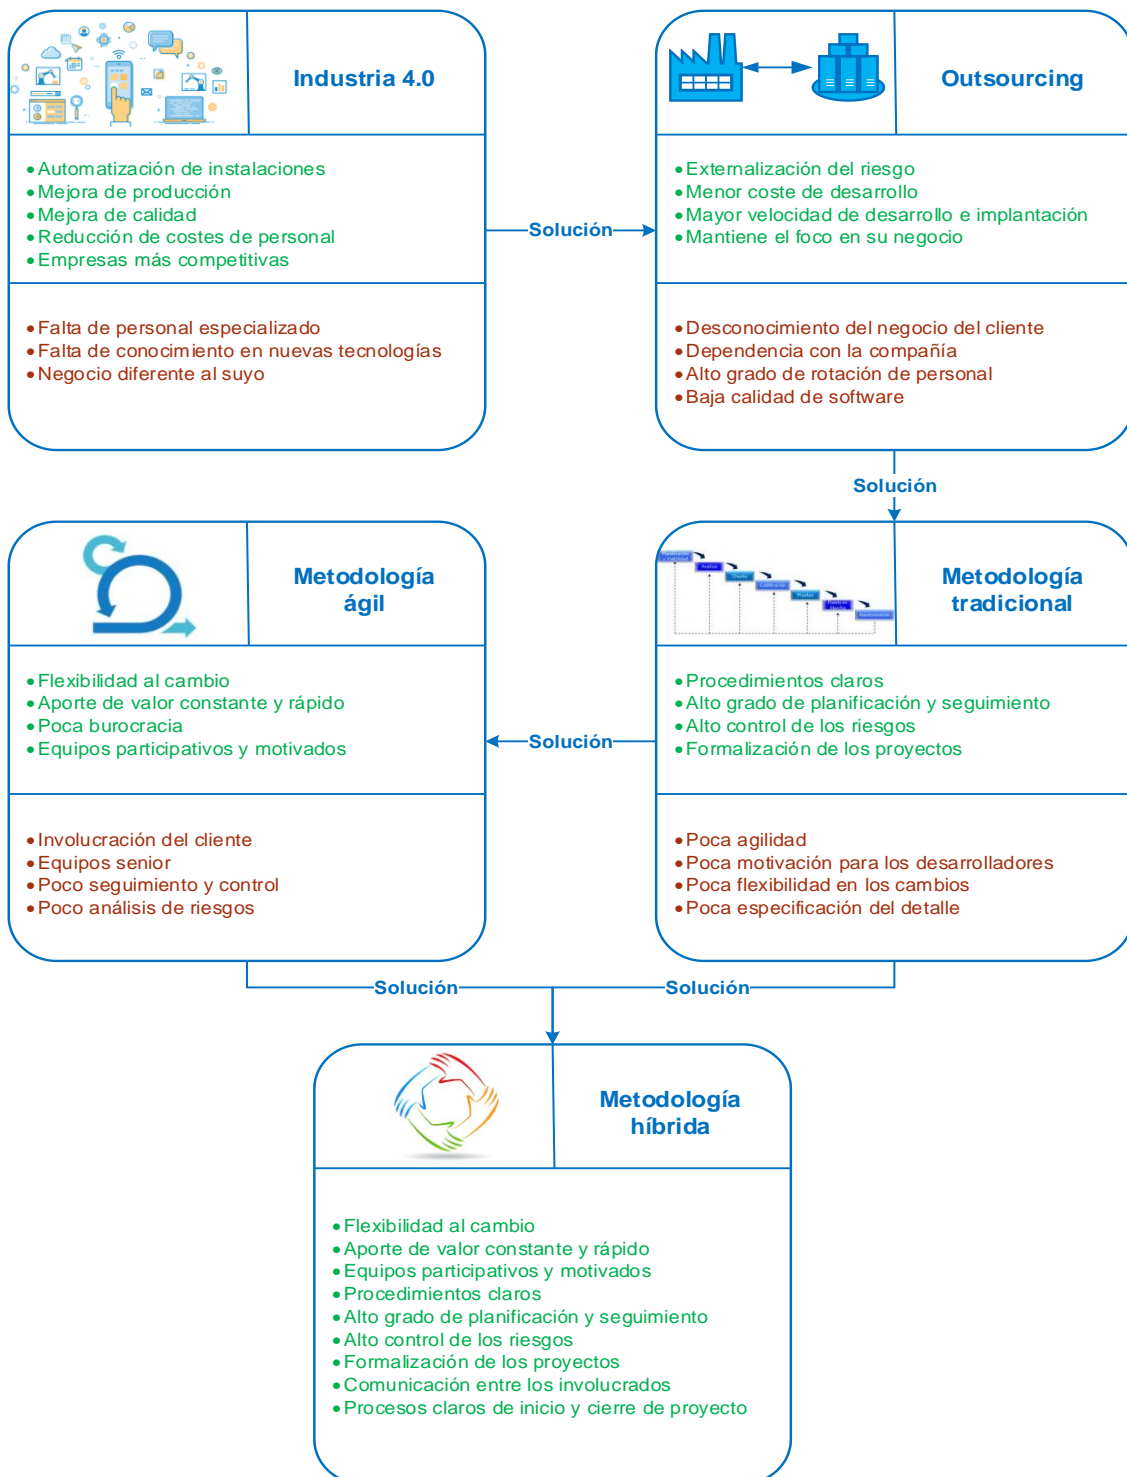 Industria 4.0
• Automatización de instalaciones
• Mejora de producción
• Mejora de calidad
• Reducción de costes de personal
• Empresas más competitivas
• Falta de personal especializado
• Falta de conocimiento en nuevas tecnologías
• Negocio diferente al suyo
Solución
Outsourcing
• Externalización del riesgo
• Menor coste de desarrollo
• Mayor velocidad de desarrollo e implantación
• Mantiene el foco en su negocio
• Desconocimiento del negocio del cliente
• Dependencia con la compañía
• Alto grado de rotación de personal
• Baja calidad de software
Solución
Metodología
tradicional
Análisis
Diseño
Codificación
Pruebas
Mantenimiento
• Procedimientos claros
• Alto grado de planificación y seguimiento
• Alto control de los riesgos
• Formalización de los proyectos
• Poca agilidad
• Poca motivación para los desarrolladores
• Poca flexibilidad en los cambios
• Poca especificación del detalle
Solución
Metodología
ágil
• Flexibilidad al cambio
• Aporte de valor constante y rápido
• Poca burocracia
• Equipos participativos y motivados
• Involucración del cliente
• Equipos senior
• Poco seguimiento y control
• Poco análisis de riesgos
Solución
Solución
Metodología
híbrida
• Flexibilidad al cambio
• Aporte de valor constante y rápido
• Equipos participativos y motivados
• Procedimientos claros
• Alto grado de planificación y seguimiento
• Alto control de los riesgos
• Formalización de los proyectos
• Comunicación entre los involucrados
• Procesos claros de inicio y cierre de proyecto